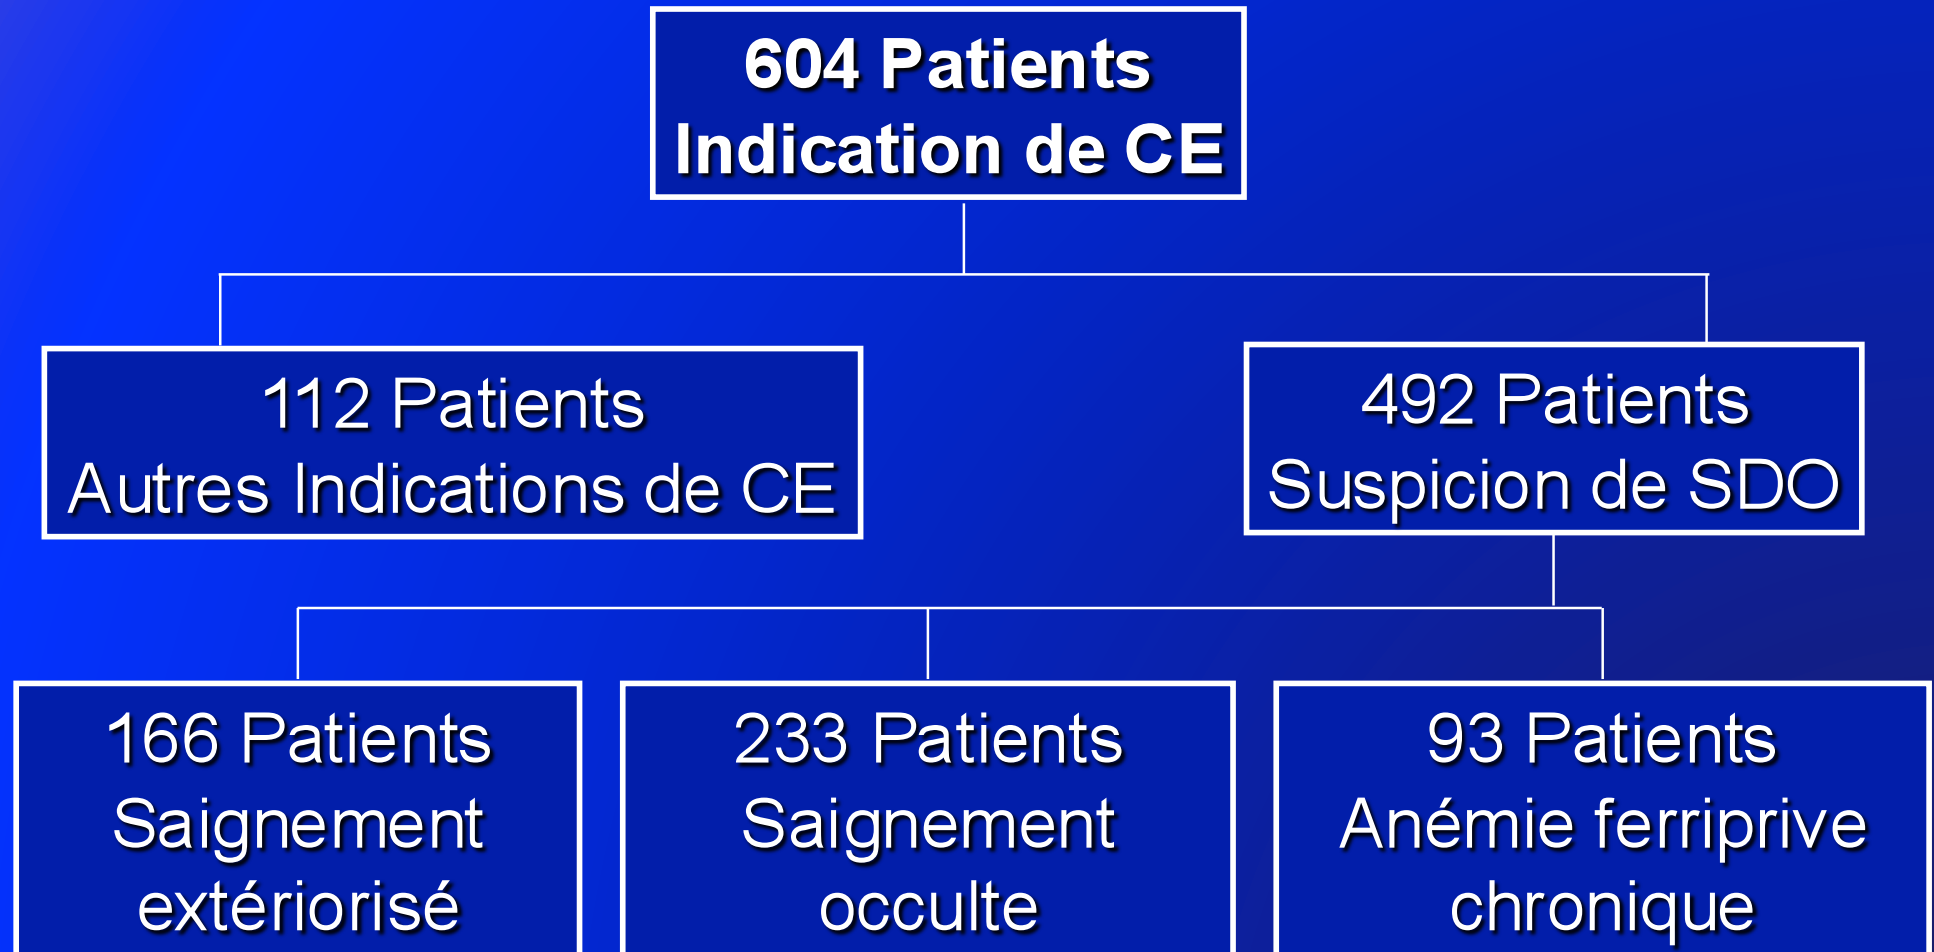 604 Patients
Indication de CE
112 Patients
Autres Indications de CE
492 Patients
Suspicion de SDO
166 Patients
Saignement
extériorisé
233 Patients
Saignement
occulte
93 Patients
Anémie ferriprive
chronique